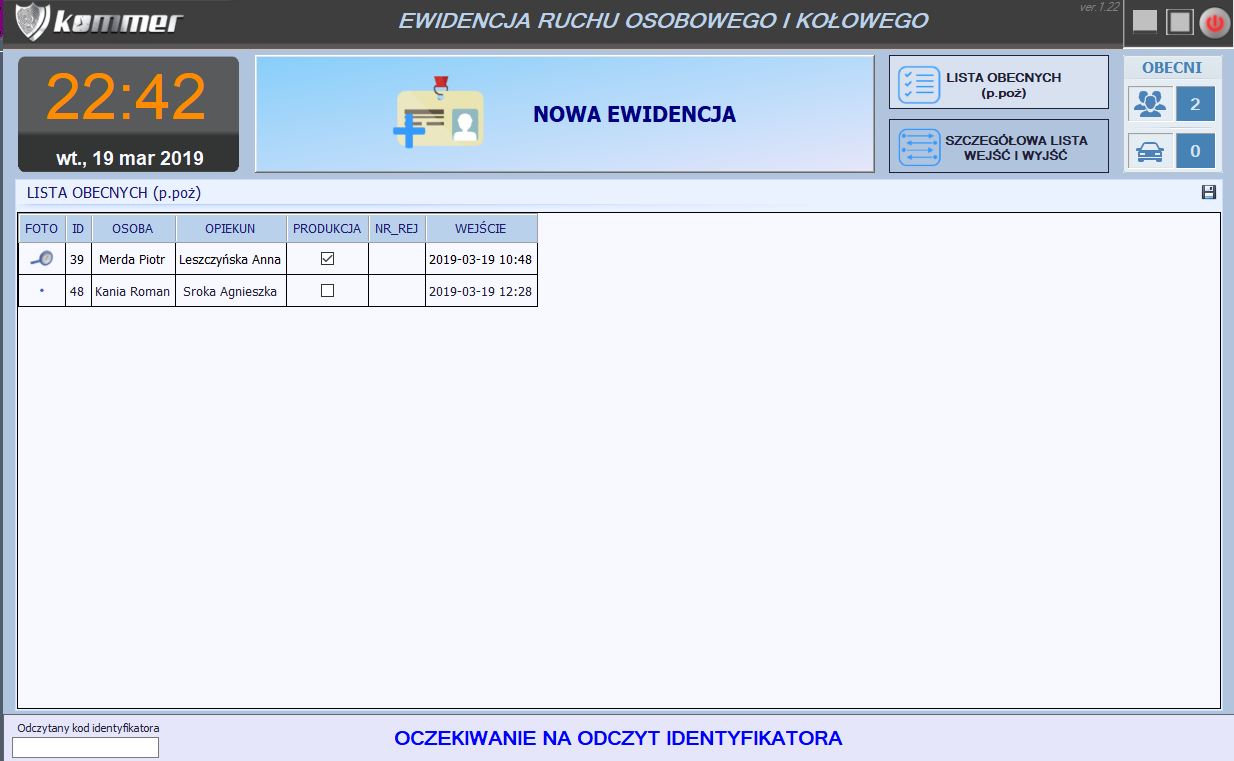 kammer
EWIDENCJA RUCHU OSOBOWEGO I KOŁOWEGO
ver.1.22
22:42
wt., 19 mar 2019
NOWA EWIDENCJA
LISTA OBECNYCH
(p.poż)
SZCZEGÓŁOWA LISTA
WEJŚĆ I WYJŚĆ
OBECNI
2
0
LISTA OBECNYCH (p.poż)
FOTO ID OSOBA OPIEKUN PRODUKCJA NR_REJ WEJŚCIE
39 Merda Piotr Leszczyńska Anna 2019-03-19 10:48
48 Kania Roman Sroka Agnieszka 2019-03-19 12:28
Odczytany kod identyfikatora
OCZEKIWANIE NA ODCZYT IDENTYFIKATORA